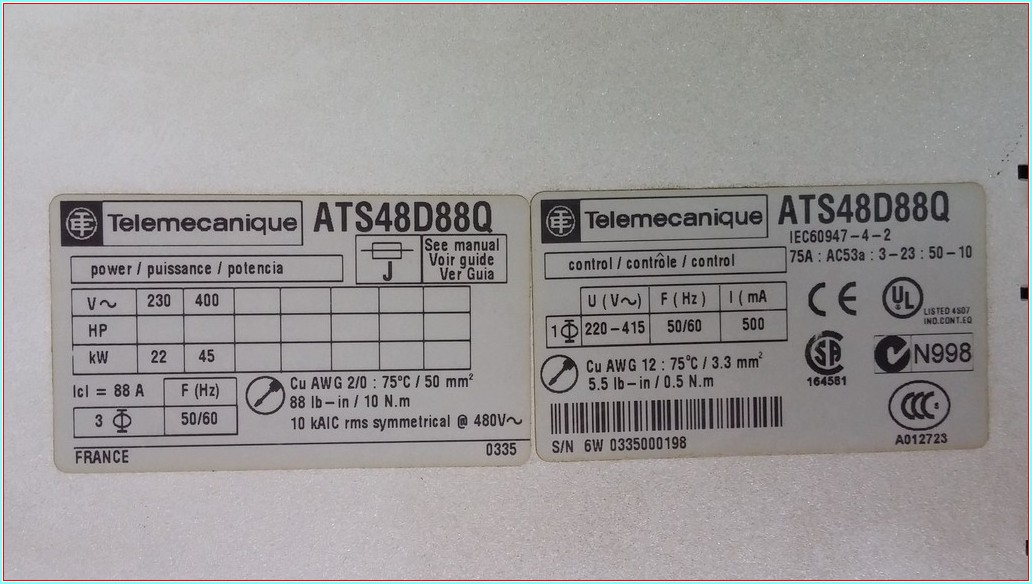 Telemecanique ATS48D88Q
power / puissance / potencia
J
See manual
Voir guide
Ver Guia
V~ 230 400
HP
kW 22 45
Icl = 88 A F (Hz)
3 Φ 50/60
Cu AWG 2/0 : 75°C / 50 mm²
88 lb-in / 10 N.m
10 kAIC rms symmetrical @ 480V~
FRANCE 0335
Telemecanique ATS48D88Q
IEC60947-4-2
control / contrôle / control
75A : AC53a : 3-23 : 50-10
U (V~) F (Hz) I (mA
1Φ 220-415 50/60 500
CE
UL
LISTED 4S07
IND.CONT.EQ
Cu AWG 12 : 75°C / 3.3 mm²
5.5 lb-in / 0.5 N.m
SA
164581
N998
CCC
A012723
S/N 6W 0335000198